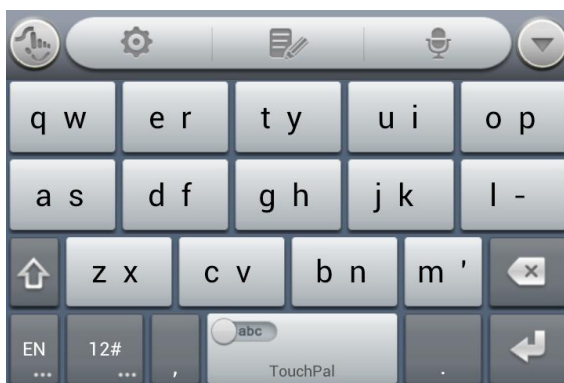 q w e r t y u i o p
a s d f g h j k l -
z x c v b n m '
abc
EN ... 12# ... , TouchPal .